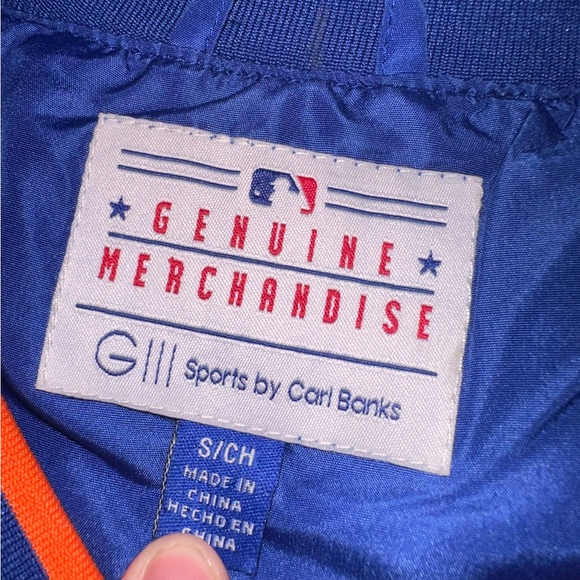 GENUINE
MERCHANDISE
GIII Sports by Carl Banks
S/CH
MADE IN
CHINA
HECHO EN
CHINA